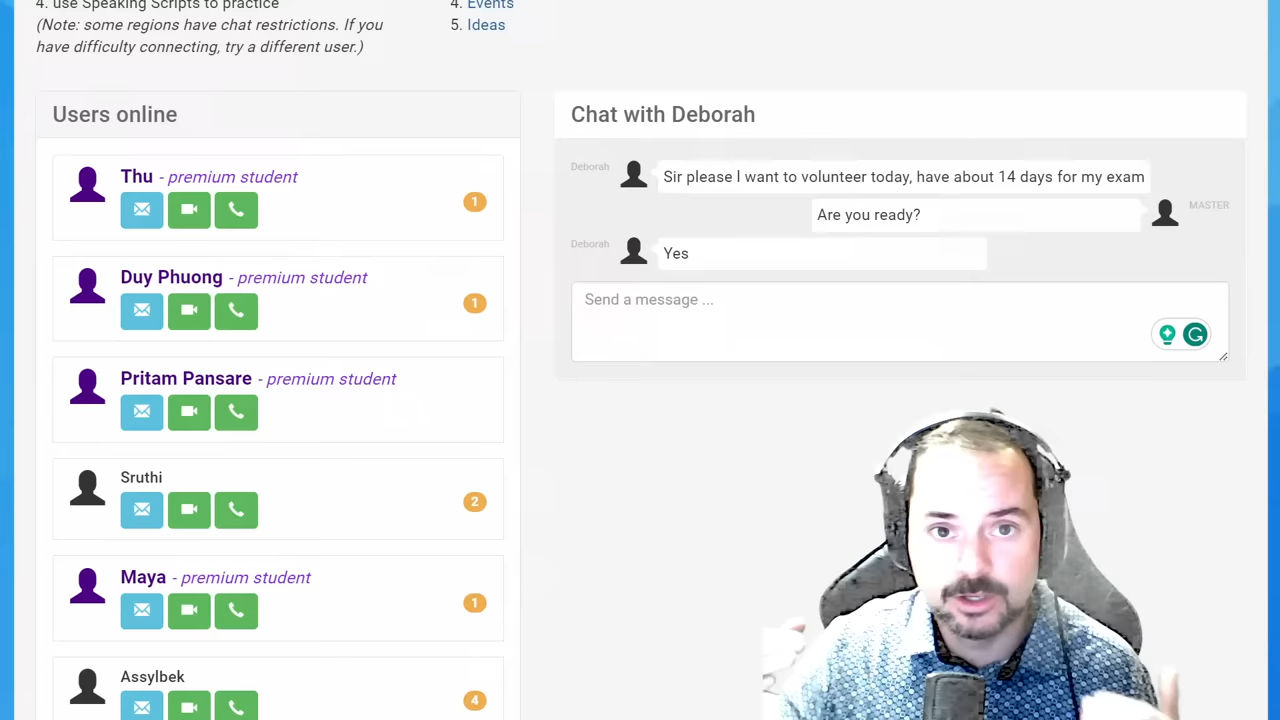 4. use Speaking Scripts to practice
(Note: some regions have chat restrictions. If you
have difficulty connecting, try a different user.)
4. Events
5. Ideas
Users online
Thu - premium student
1
Duy Phuong - premium student
1
Pritam Pansare - premium student
Sruthi
2
Maya - premium student
1
Assylbek
4
Chat with Deborah
Deborah
Sir please I want to volunteer today, have about 14 days for my exam
Are you ready?
MASTER
Deborah
Yes
Send a message ...